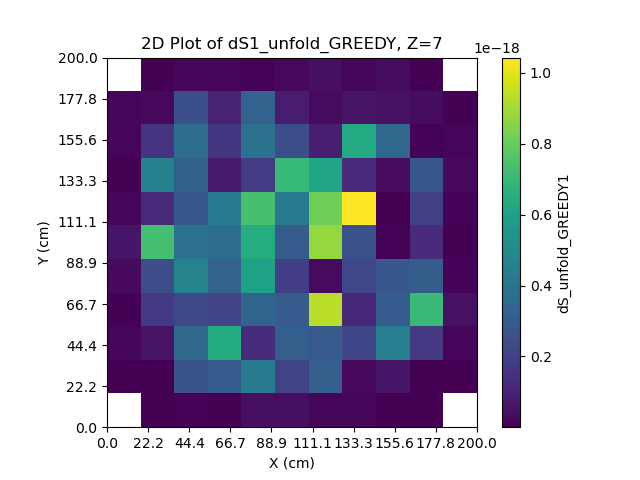 2D Plot of dS1_unfold_GREEDY, Z=7
1e−18
200.0
177.8
155.6
133.3
111.1
88.9
66.7
44.4
22.2
0.0
Y (cm)
0.0 22.2 44.4 66.7 88.9 111.1 133.3 155.6 177.8 200.0
X (cm)
1.0
0.8
0.6
0.4
0.2
dS_unfold_GREEDY1